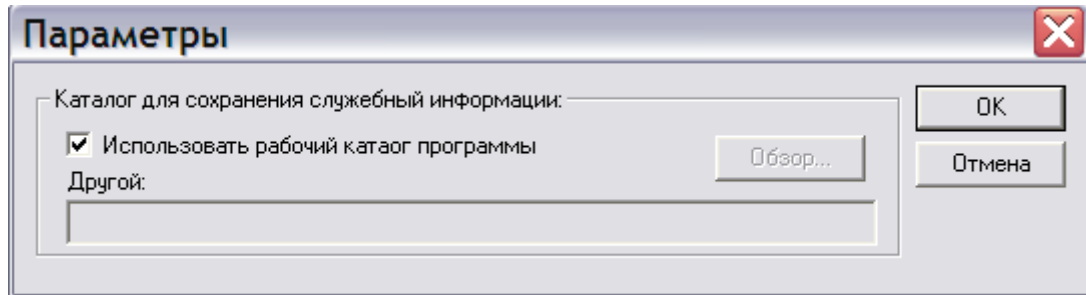 Параметры
Каталог для сохранения служебный информации:
Использовать рабочий катаог программы
Обзор...
Другой:
OK
Отмена